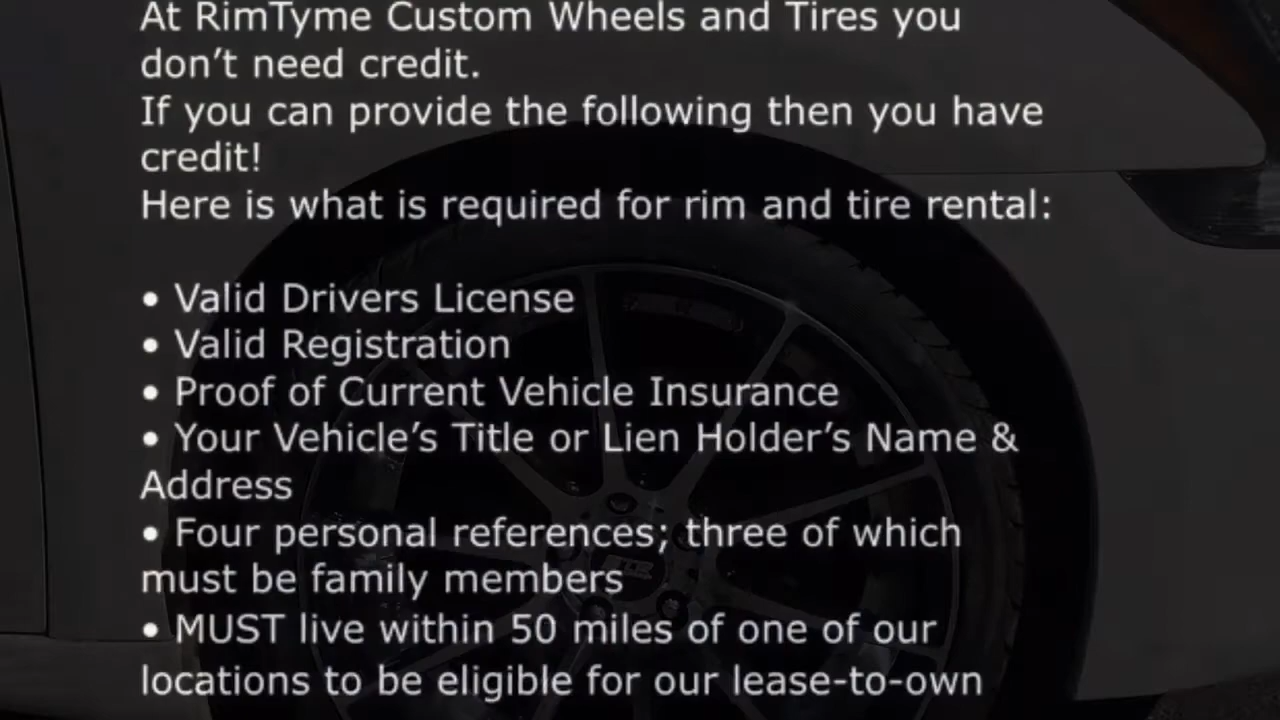 At RimTyme Custom Wheels and Tires you
don’t need credit.
If you can provide the following then you have
credit!
Here is what is required for rim and tire rental:
• Valid Drivers License
• Valid Registration
• Proof of Current Vehicle Insurance
• Your Vehicle’s Title or Lien Holder’s Name &
Address
• Four personal references; three of which
must be family members
• MUST live within 50 miles of one of our
locations to be eligible for our lease-to-own